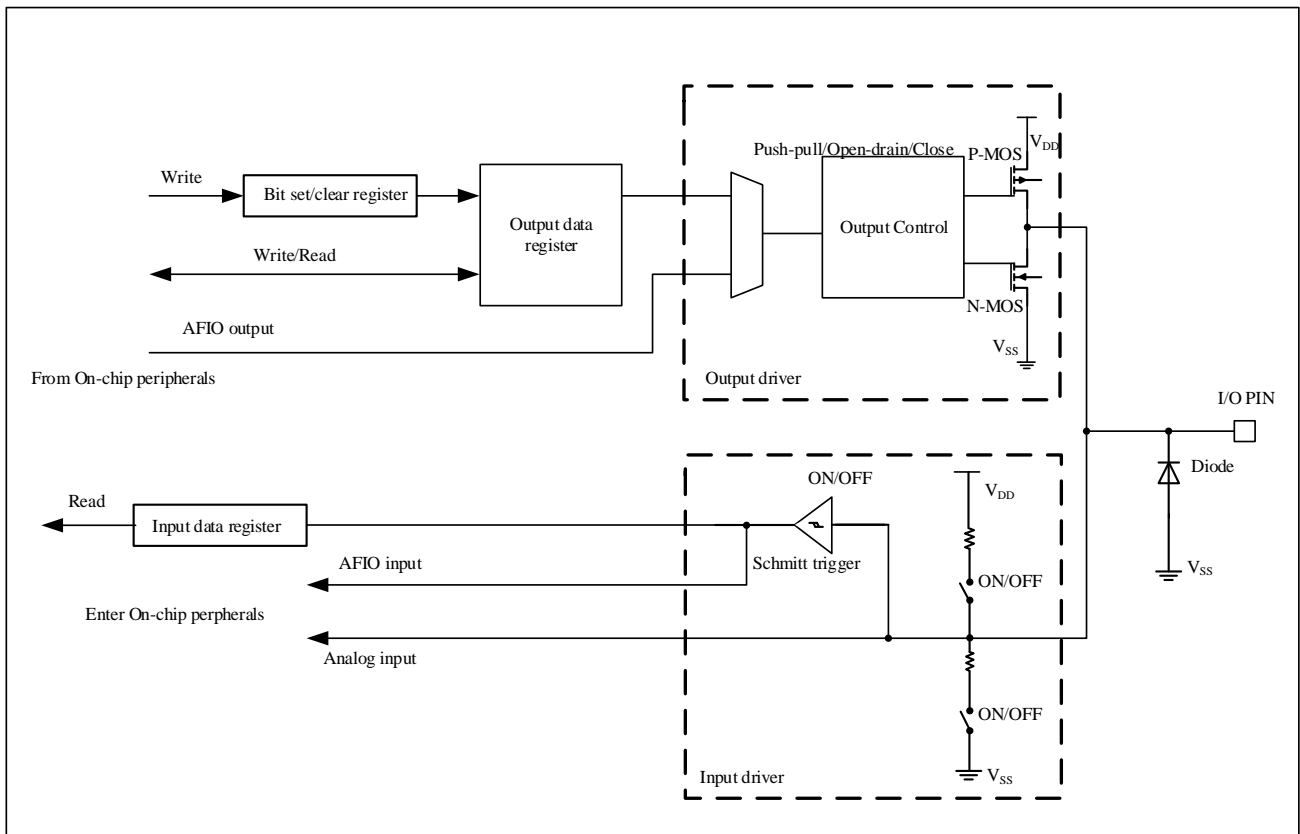 Push-pull/Open-drain/Close
P-MOS
VDD
Write
Bit set/clear register
Output data
register
Output Control
Write/Read
N-MOS
AFIO output
VSS
From On-chip peripherals
Output driver
I/O PIN
ON/OFF
Diode
VDD
Read
Input data register
Schmitt trigger
AFIO input
ON/OFF
VSS
Enter On-chip perpherals
Analog input
ON/OFF
Input driver
VSS